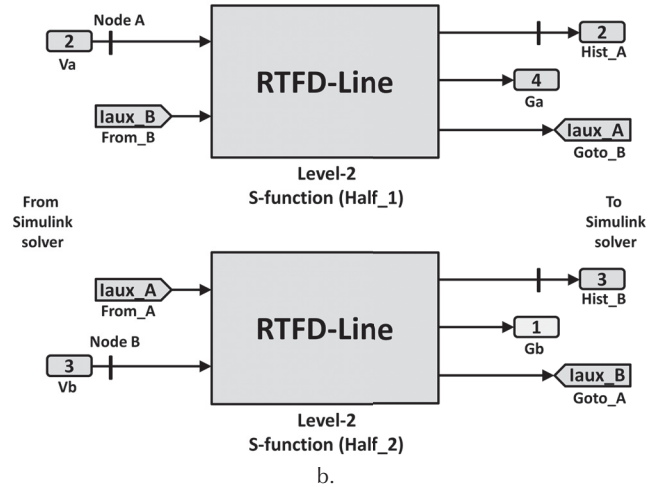 Node A
2
Va
Iaux_B
From_B
RTFD-Line
2
Hist_A
4
Ga
Iaux_A
Goto_B
Level-2
S-function (Half_1)
From
Simulink
solver
To
Simulink
solver
Iaux_A
From_A
Node B
3
Vb
RTFD-Line
3
Hist_B
1
Gb
Iaux_B
Goto_A
Level-2
S-function (Half_2)
b.